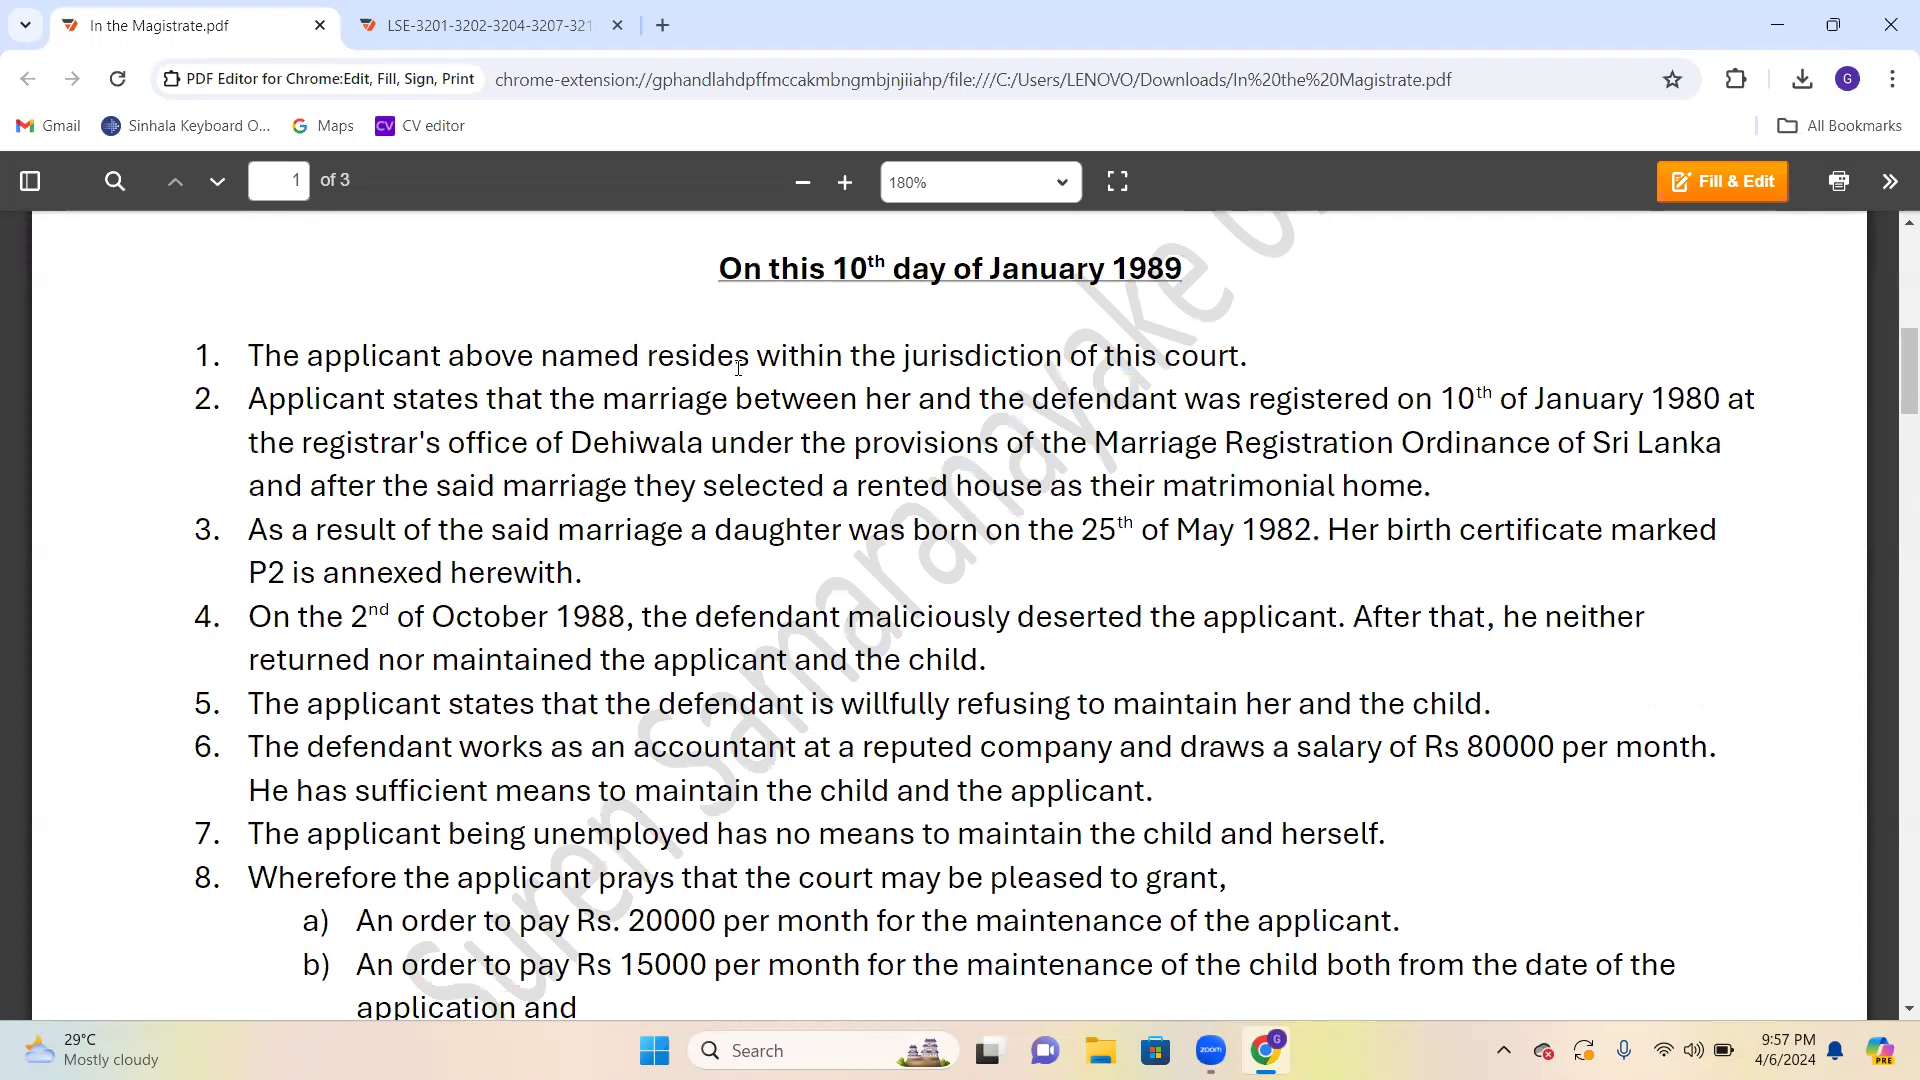 In the Magistrate.pdf
LSE-3201-3202-3204-3207-321
PDF Editor for Chrome:Edit, Fill, Sign, Print
chrome-extension://gphandlahdpffmccakmbngmbjnjiiahp/file:///C:/Users/LENOVO/Downloads/In%20the%20Magistrate.pdf
G
Gmail
Sinhala Keyboard O...
Maps
CV
CV editor
All Bookmarks
1 of 3
180%
Fill & Edit
On this 10th day of January 1989
1. The applicant above named resides within the jurisdiction of this court.
2. Applicant states that the marriage between her and the defendant was registered on 10th of January 1980 at
the registrar's office of Dehiwala under the provisions of the Marriage Registration Ordinance of Sri Lanka
and after the said marriage they selected a rented house as their matrimonial home.
3. As a result of the said marriage a daughter was born on the 25th of May 1982. Her birth certificate marked
P2 is annexed herewith.
4. On the 2nd of October 1988, the defendant maliciously deserted the applicant. After that, he neither
returned nor maintained the applicant and the child.
5. The applicant states that the defendant is willfully refusing to maintain her and the child.
6. The defendant works as an accountant at a reputed company and draws a salary of Rs 80000 per month.
He has sufficient means to maintain the child and the applicant.
7. The applicant being unemployed has no means to maintain the child and herself.
8. Wherefore the applicant prays that the court may be pleased to grant,
a) An order to pay Rs. 20000 per month for the maintenance of the applicant.
b) An order to pay Rs 15000 per month for the maintenance of the child both from the date of the
application and
Suren Samaranayake
29°C
Mostly cloudy
Search
zoom
G
9:57 PM
4/6/2024
PRE